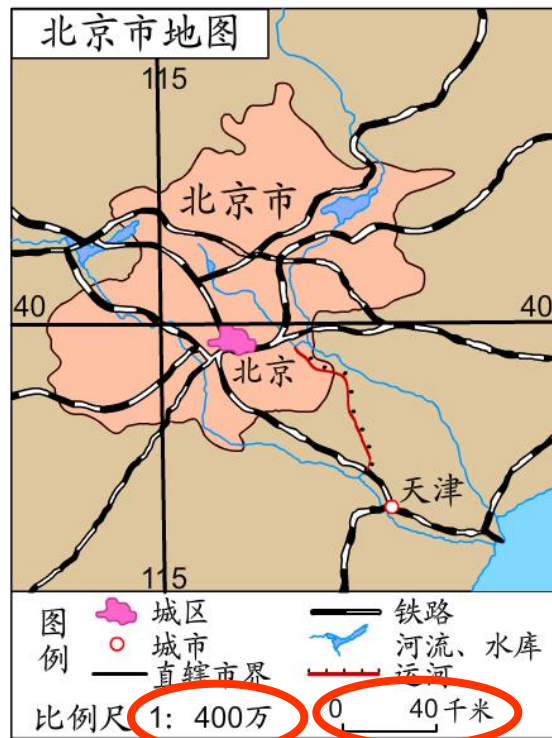 北京市地图
115
北京市
40
40
北京
天津
115
图例
城区
铁路
城市
河流、水库
直辖市界
运河
比例尺 1: 400万
0 40千米